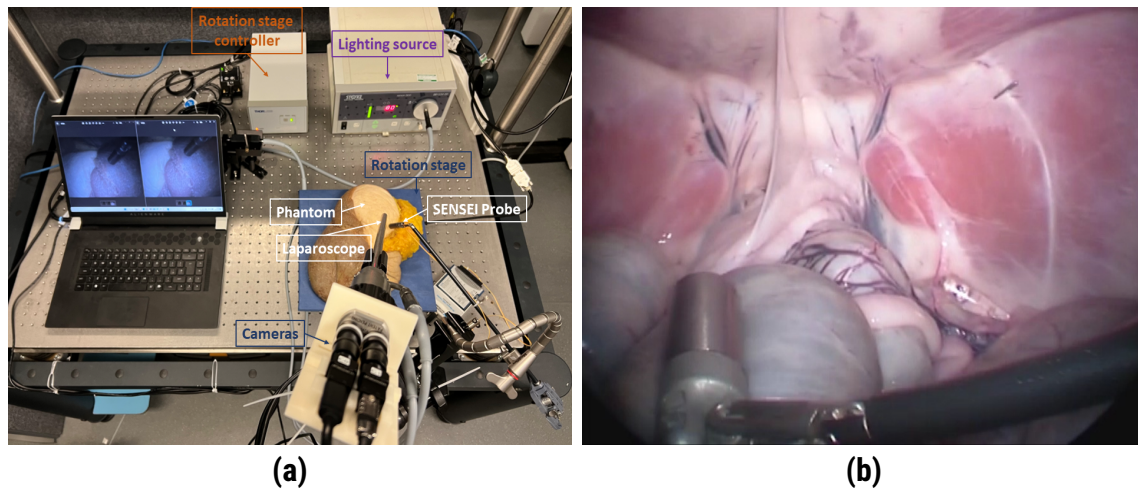 Rotation stage
controller
Lighting source
Rotation stage
Phantom
SENSEI Probe
Laparoscope
Cameras
(a)
(b)